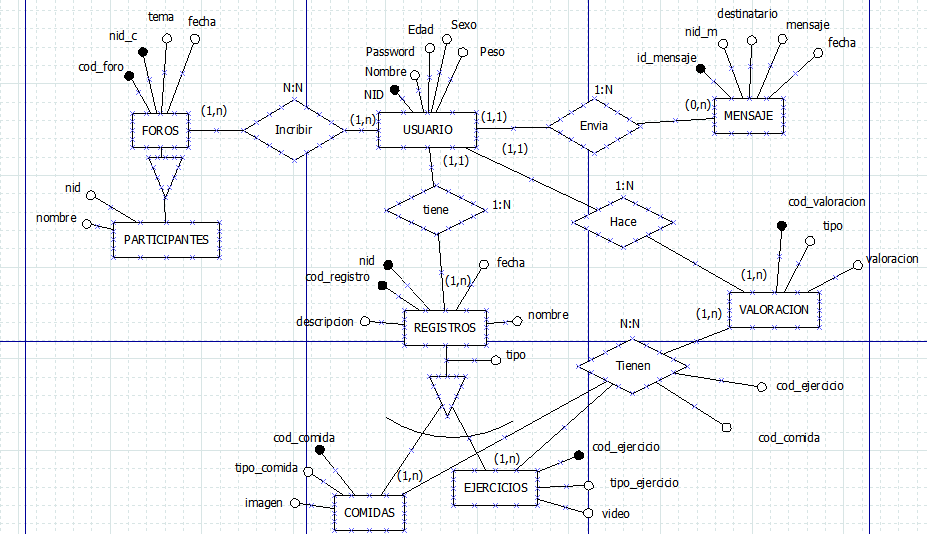 tema
nid_c
fecha
cod_foro
N:N
(1,n)
Incribir
(1,n)
FOROS
nid
nombre
PARTICIPANTES
Edad
Sexo
Password
Peso
Nombre
NID
USUARIO
(1,1)
(1,1)
(1,1)
1:N
Envia
(0,n)
destinatario
nid_m
mensaje
id_mensaje
fecha
MENSAJE
tiene
1:N
1:N
Hace
cod_valoracion
tipo
valoracion
(1,n)
VALORACION
(1,n)
nid
cod_registro
(1,n)
fecha
descripcion
nombre
REGISTROS
tipo
N:N
Tienen
cod_ejercicio
cod_comida
cod_comida
tipo_comida
imagen
(1,n)
COMIDAS
(1,n)
cod_ejercicio
tipo_ejercicio
EJERCICIOS
video